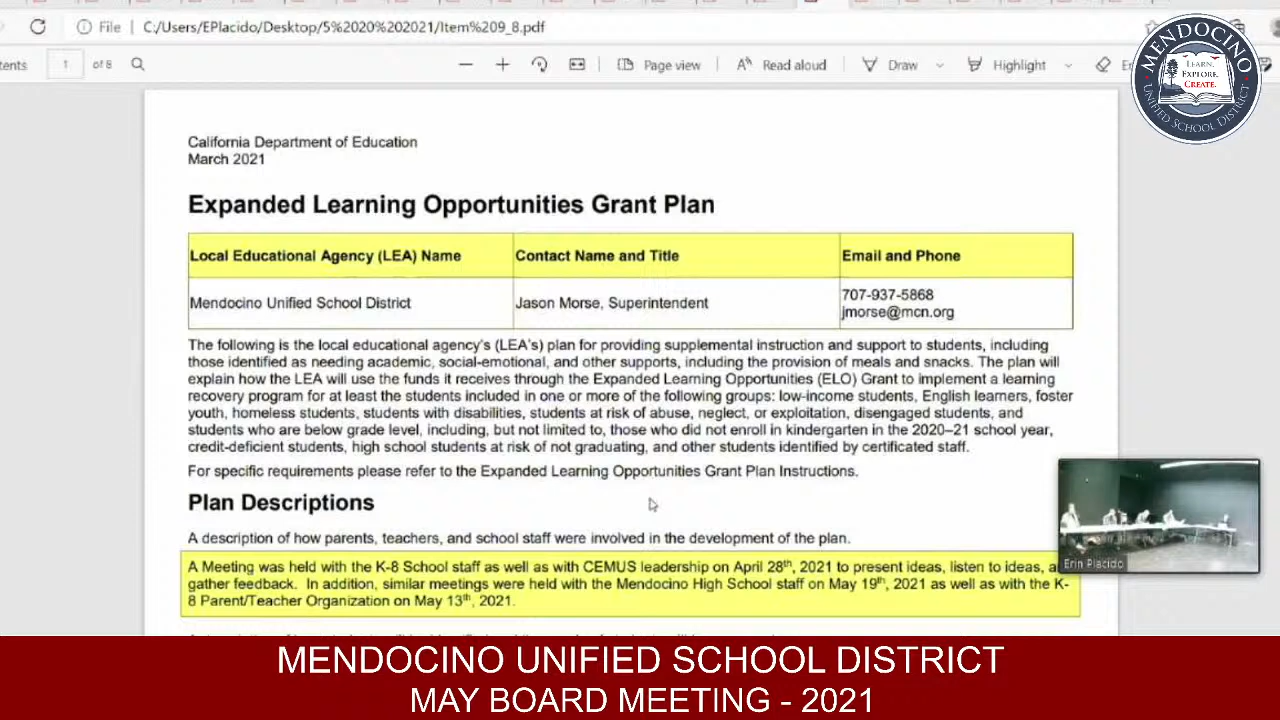 File C:/Users/EPlacido/Desktop/5%2020%202021/Item%209_8.pdf
tents 1 of 8 Page view Read aloud Draw Highlight
MENDOCINO
LEARN.
EXPLORE.
CREATE.
UNIFIED SCHOOL DISTRICT
California Department of Education
March 2021
Expanded Learning Opportunities Grant Plan
Local Educational Agency (LEA) Name Contact Name and Title Email and Phone
Mendocino Unified School District Jason Morse, Superintendent 707-937-5868
jmorse@mcn.org
The following is the local educational agency's (LEA's) plan for providing supplemental instruction and support to students, including
those identified as needing academic, social-emotional, and other supports, including the provision of meals and snacks. The plan will
explain how the LEA will use the funds it receives through the Expanded Learning Opportunities (ELO) Grant to implement a learning
recovery program for at least the students included in one or more of the following groups: low-income students, English learners, foster
youth, homeless students, students with disabilities, students at risk of abuse, neglect, or exploitation, disengaged students, and
students who are below grade level, including, but not limited to, those who did not enroll in kindergarten in the 2020–21 school year,
credit-deficient students, high school students at risk of not graduating, and other students identified by certificated staff.
For specific requirements please refer to the Expanded Learning Opportunities Grant Plan Instructions.
Plan Descriptions
A description of how parents, teachers, and school staff were involved in the development of the plan.
A Meeting was held with the K-8 School staff as well as with CEMUS leadership on April 28th, 2021 to present ideas, listen to ideas,
gather feedback. In addition, similar meetings were held with the Mendocino High School staff on May 19th, 2021 as well as with the K-
8 Parent/Teacher Organization on May 13th, 2021.
Erin Placido
MENDOCINO UNIFIED SCHOOL DISTRICT
MAY BOARD MEETING - 2021